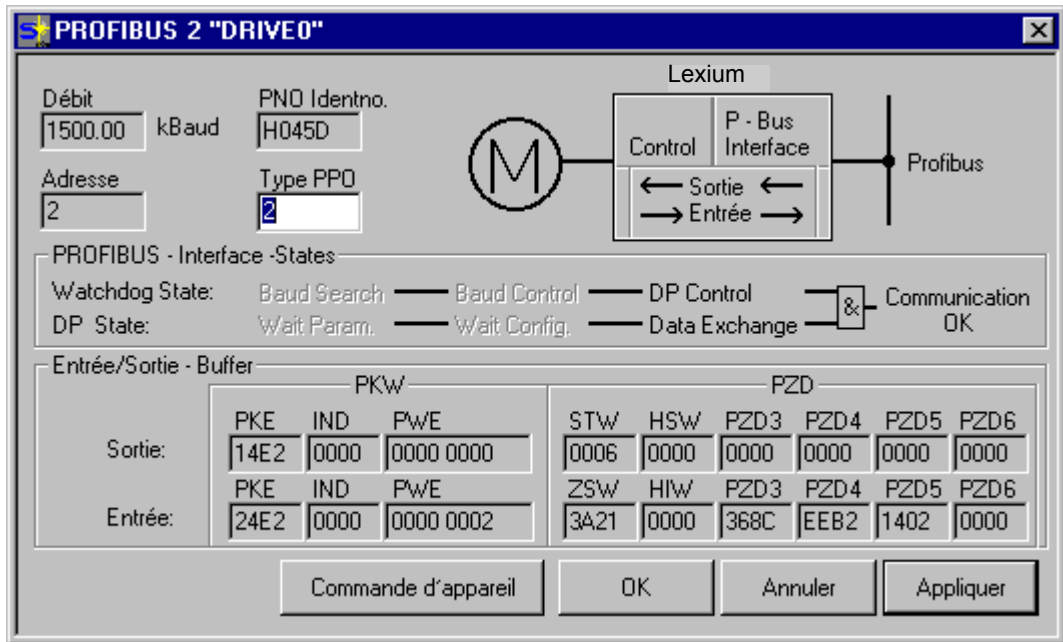 PROFIBUS 2 "DRIVE0"
Lexium
Débit
1500.00 kBaud
PNO Identno.
H045D
Adresse
2
Type PPO
2
M
Control
P - Bus
Interface
Sortie
Entrée
Profibus
PROFIBUS - Interface -States
Watchdog State: Baud Search Baud Control DP Control
DP State: Wait Param. Wait Config. Data Exchange
&
Communication
OK
Entrée/Sortie - Buffer
PKW PZD
PKE IND PWE STW HSW PZD3 PZD4 PZD5 PZD6
Sortie: 14E2 0000 0000 0000 0006 0000 0000 0000 0000 0000
PKE IND PWE ZSW HIW PZD3 PZD4 PZD5 PZD6
Entrée: 24E2 0000 0000 0002 3A21 0000 368C EEB2 1402 0000
Commande d'appareil OK Annuler Appliquer